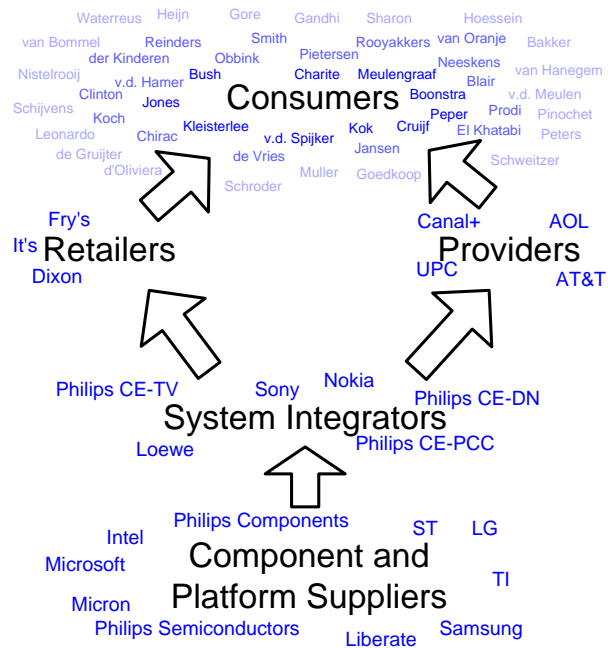 Waterreus Heijn Gore Gandhi Sharon Hoessein
van Bommel Reinders Smith Rooyakkers van Oranje Bakker
der Kinderen Obbink Pietersen Neeskens
Nistelrooij v.d. Hamer Bush Charite Meulengraaf Blair van Hanegem
Clinton Jones Consumers Boonstra v.d. Meulen
Schijvens Koch Peper Prodi Pinochet
Leonardo Chirac Kleisterlee v.d. Spijker Kok Cruijf El Khatabi Peters
de Gruijter de Vries Jansen Schweitzer
d'Oliviera Schroder Muller Goedkoop
Fry's Canal+ AOL
It's Retailers Providers
Dixon UPC AT&T
Philips CE-TV Sony Nokia Philips CE-DN
System Integrators
Loewe Philips CE-PCC
Philips Components ST LG
Intel Component and
Microsoft TI
Micron Platform Suppliers
Philips Semiconductors Liberate Samsung